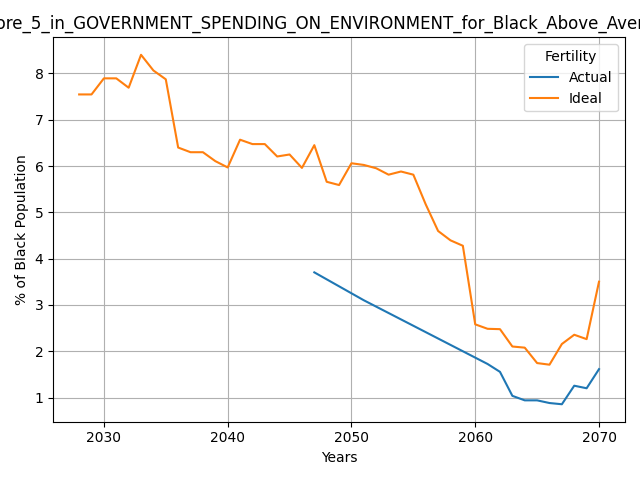 ore_5_in_GOVERNMENT_SPENDING_ON_ENVIRONMENT_for_Black_Above_Aver
Fertility
Actual
Ideal
% of Black Population
8
7
6
5
4
3
2
1
2030 2040 2050 2060 2070
Years